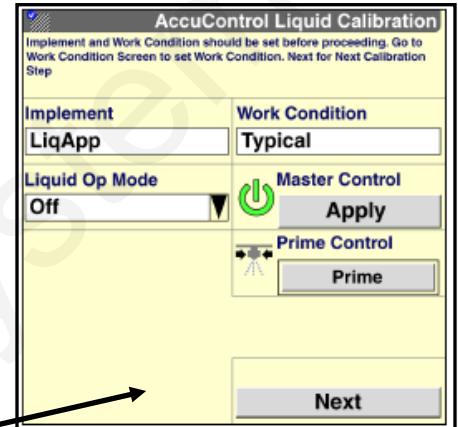 AccuControl Liquid Calibration
Implement and Work Condition should be set before proceeding. Go to
Work Condition Screen to set Work Condition. Next for Next Calibration
Step
Implement
Work Condition
LiqApp
Typical
Liquid Op Mode
Master Control
Off
Apply
Prime Control
Prime
Next